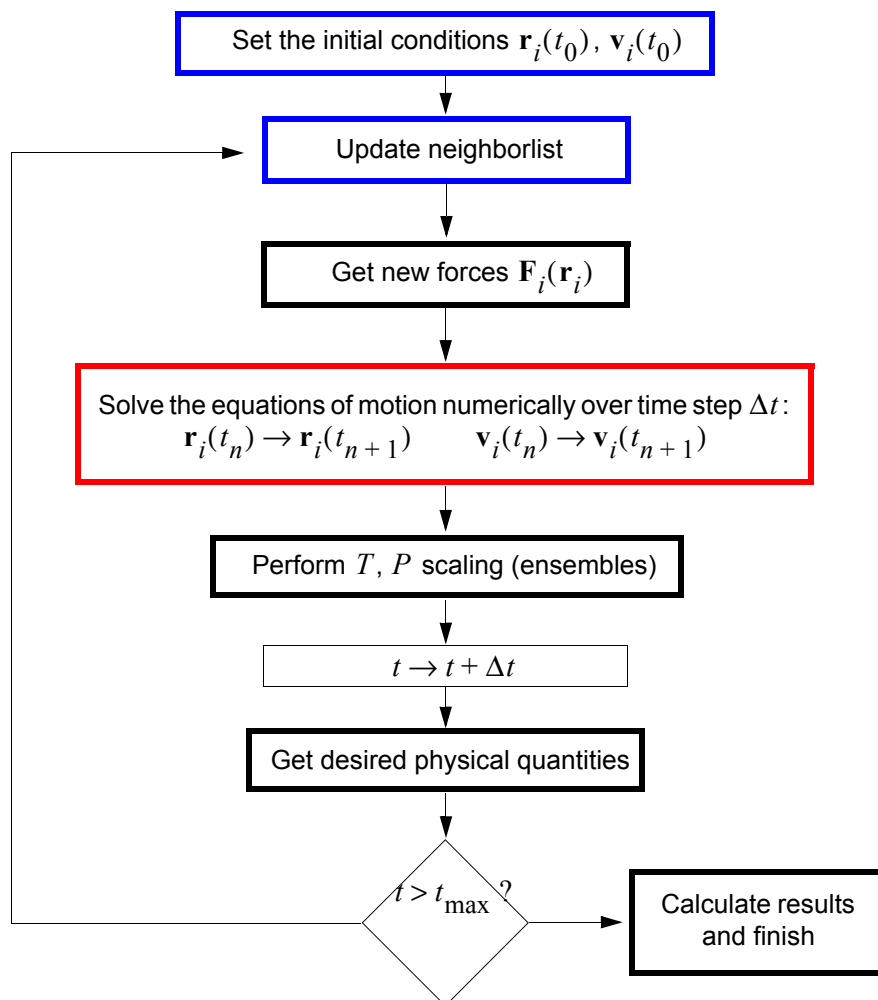 Set the initial conditions r_i(t_0), v_i(t_0)
Update neighborlist
Get new forces F_i(r_i)
Solve the equations of motion numerically over time step Δt:
r_i(t_n) → r_i(t_{n+1}) v_i(t_n) → v_i(t_{n+1})
Perform T, P scaling (ensembles)
t → t + Δt
Get desired physical quantities
t > t_max ?
Calculate results
and finish